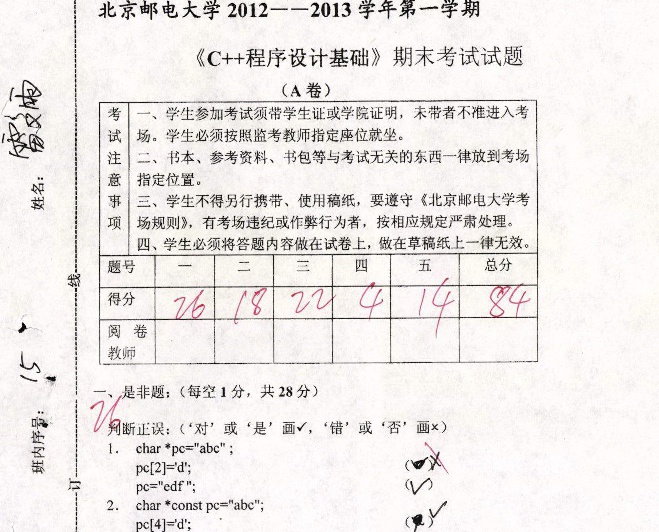 北京邮电大学 2012——2013 学年第一学期
《C++程序设计基础》期末考试试题
(A 卷)
考试注意事项
一、学生参加考试须带学生证或学院证明，未带者不准进入考
场。学生必须按照监考教师指定座位就坐。
二、书本、参考资料、书包等与考试无关的东西一律放到考场
指定位置。
三、学生不得另行携带、使用稿纸，要遵守《北京邮电大学考
场规则》，有考场违纪或作弊行为者，按相应规定严肃处理。
四、学生必须将答题内容做在试卷上，做在草稿纸上一律无效。
题号 一 二 三 四 五 总分
得分 26 18 22 4 14 84
阅 卷
教师
一、是非题；（每空 1 分，共 28 分）
26
判断正误：（‘对’或‘是’画✓，‘错’或‘否’画×）
1. char *pc="abc" ;
pc[2]='d'; ( )
pc="edf "; (✓)
2. char *const pc="abc";
pc[4]='d'; ( )
姓名：
班内序号： 15
线
订